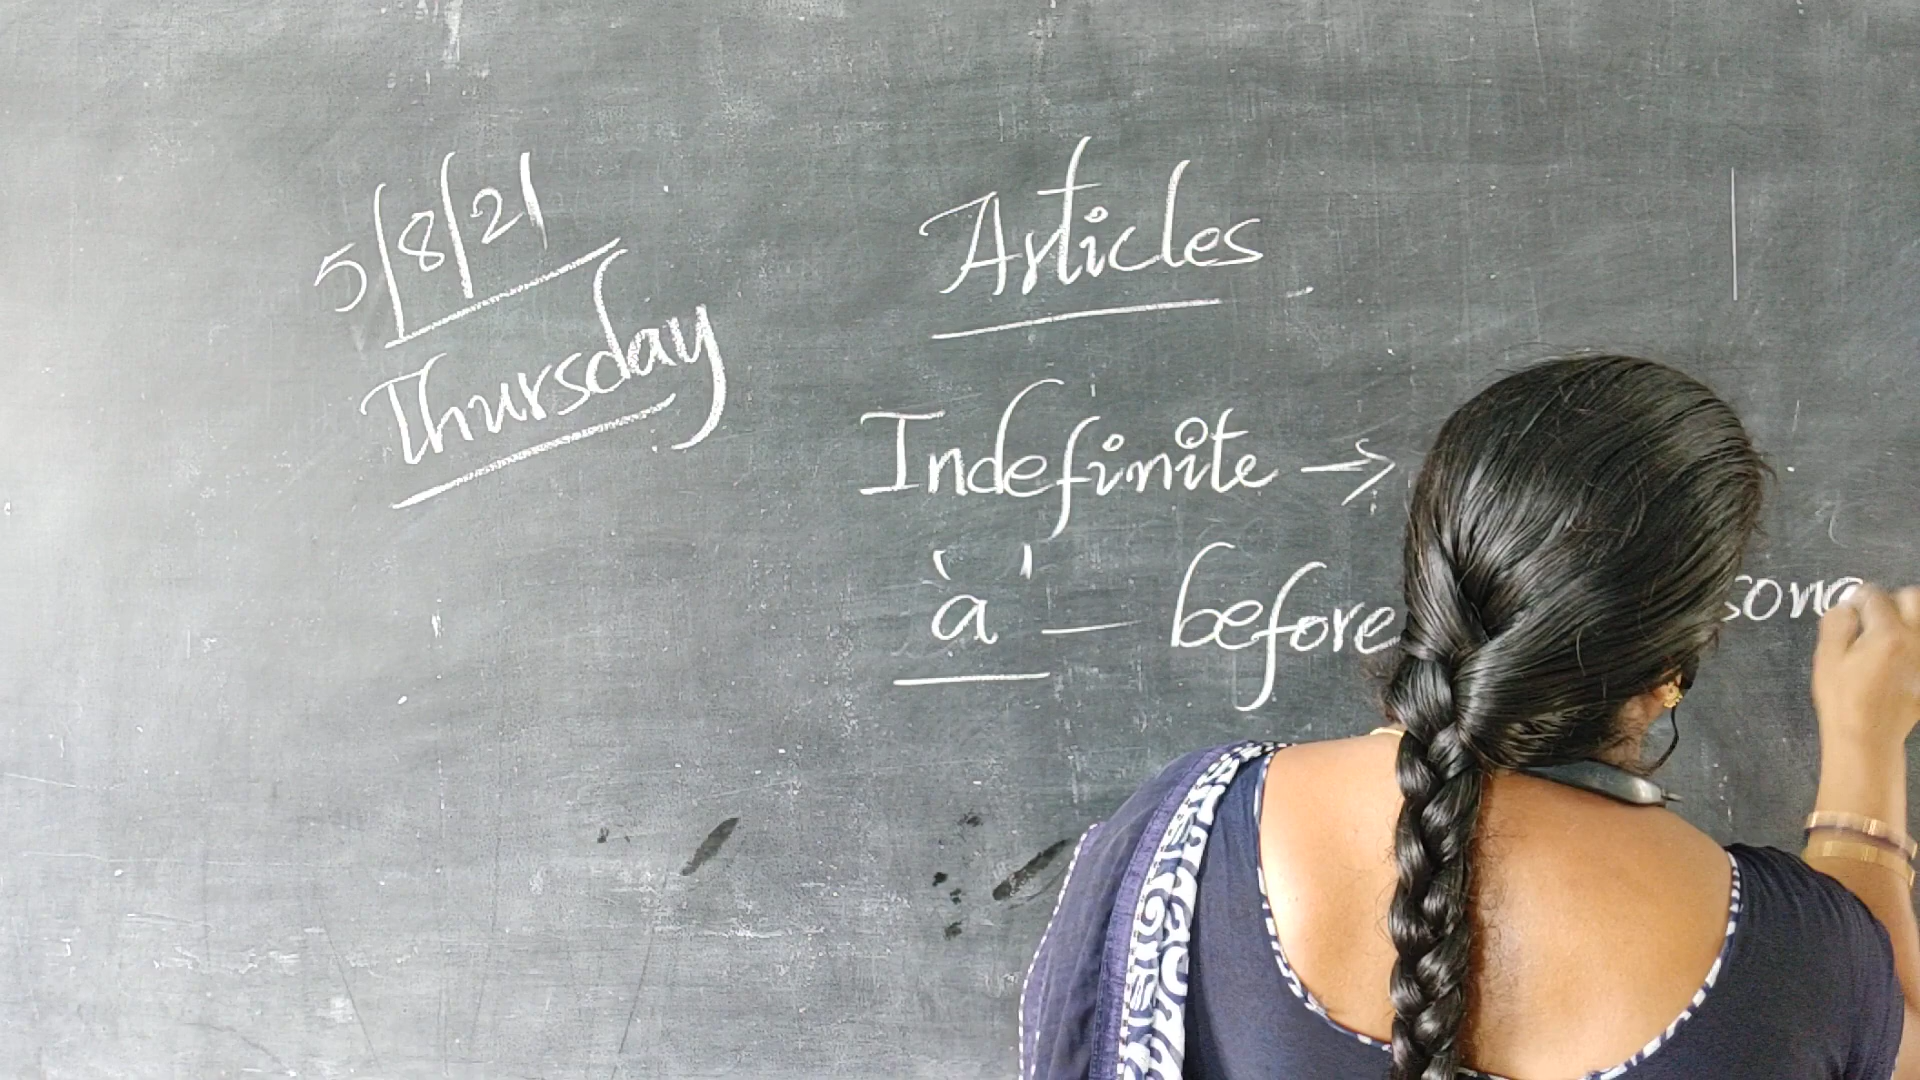 5/8/21
Thursday
Articles
Indefinite →
'a' — before